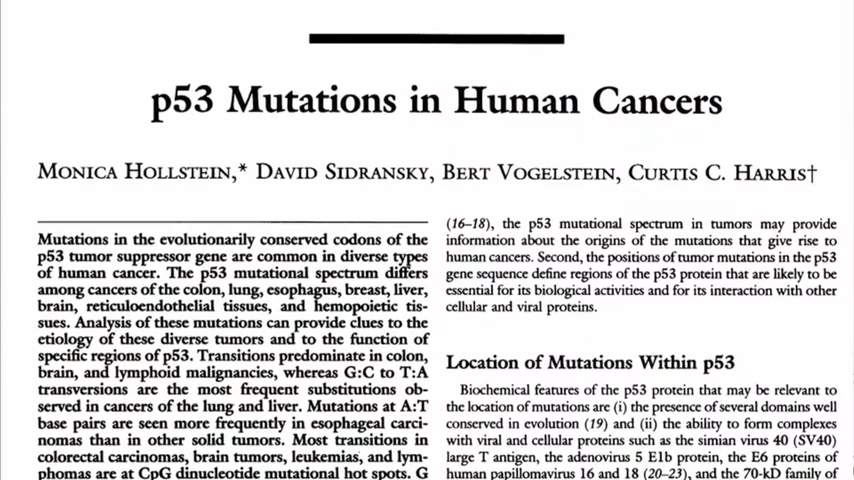 p53 Mutations in Human Cancers
MONICA HOLLSTEIN,* DAVID SIDRANSKY, BERT VOGELSTEIN, CURTIS C. HARRIS†
Mutations in the evolutionarily conserved codons of the
p53 tumor suppressor gene are common in diverse types
of human cancer. The p53 mutational spectrum differs
among cancers of the colon, lung, esophagus, breast, liver,
brain, reticuloendothelial tissues, and hemopoietic tis-
sues. Analysis of these mutations can provide clues to the
etiology of these diverse tumors and to the function of
specific regions of p53. Transitions predominate in colon,
brain, and lymphoid malignancies, whereas G:C to T:A
transversions are the most frequent substitutions ob-
served in cancers of the lung and liver. Mutations at A:T
base pairs are seen more frequently in esophageal carci-
nomas than in other solid tumors. Most transitions in
colorectal carcinomas, brain tumors, leukemias, and lym-
phomas are at CpG dinucleotide mutational hot spots. G
(16–18), the p53 mutational spectrum in tumors may provide
information about the origins of the mutations that give rise to
human cancers. Second, the positions of tumor mutations in the p53
gene sequence define regions of the p53 protein that are likely to be
essential for its biological activities and for its interaction with other
cellular and viral proteins.
Location of Mutations Within p53
Biochemical features of the p53 protein that may be relevant to
the location of mutations are (i) the presence of several domains well
conserved in evolution (19) and (ii) the ability to form complexes
with viral and cellular proteins such as the simian virus 40 (SV40)
large T antigen, the adenovirus 5 E1b protein, the E6 proteins of
human papillomavirus 16 and 18 (20–23), and the 70-kD family of